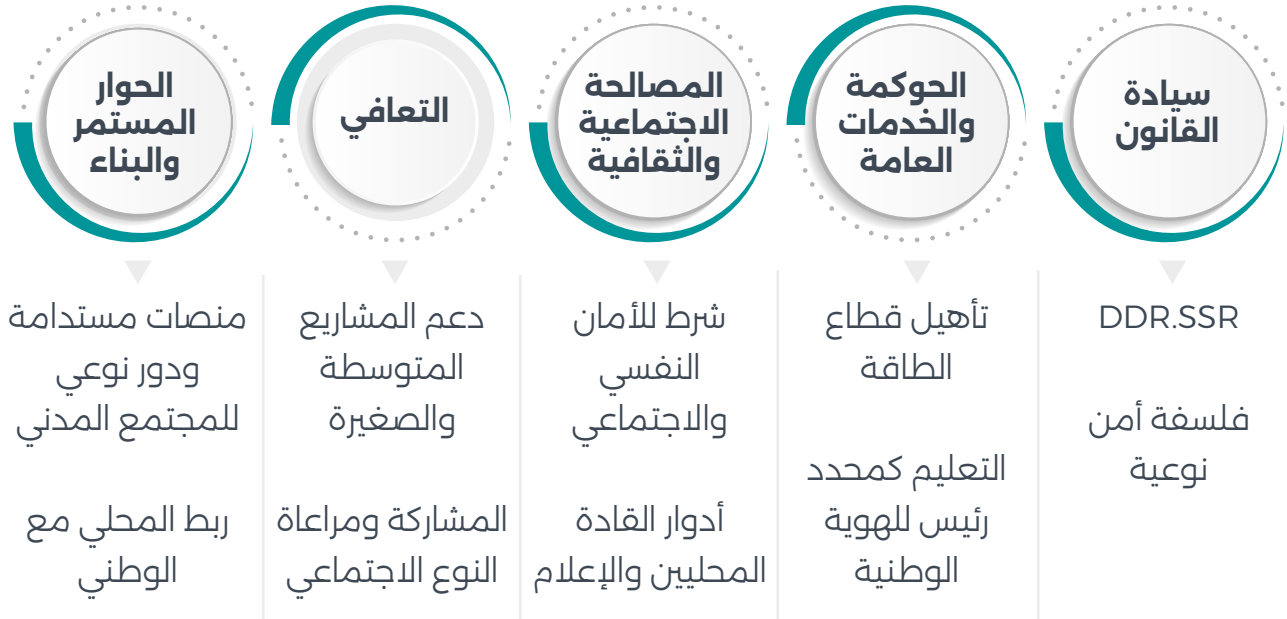 سيادة
القانون
DDR.SSR
فلسفة أمن
نوعية
الحوكمة
والخدمات
العامة
تأهيل قطاع
الطاقة
التعليم كمحدد
رئيس للهوية
الوطنية
المصالحة
الاجتماعية
والثقافية
شرط للأمان
النفسي
والاجتماعي
أدوار القادة
المحليين والإعلام
التعافي
دعم المشاريع
المتوسطة
والصغيرة
المشاركة ومراعاة
النوع الاجتماعي
الحوار
المستمر
والبناء
منصات مستدامة
ودور نوعي
للمجتمع المدني
ربط المحلي مع
الوطني